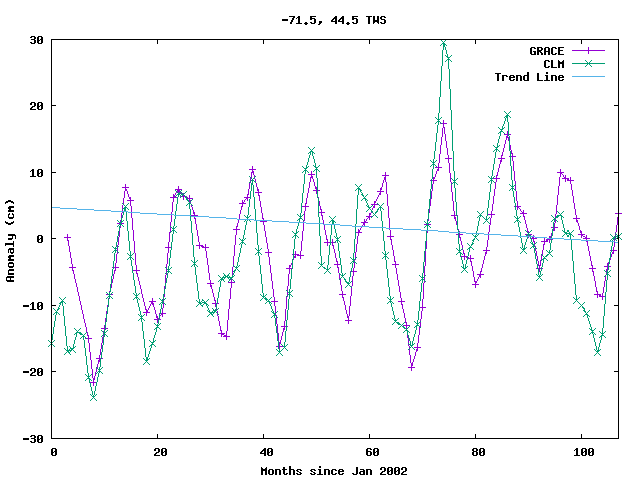 -71.5, 44.5 TWS
GRACE
CLM
Trend Line
30
20
10
0
-10
-20
-30
Anomaly (cm)
0 20 40 60 80 100
Months since Jan 2002